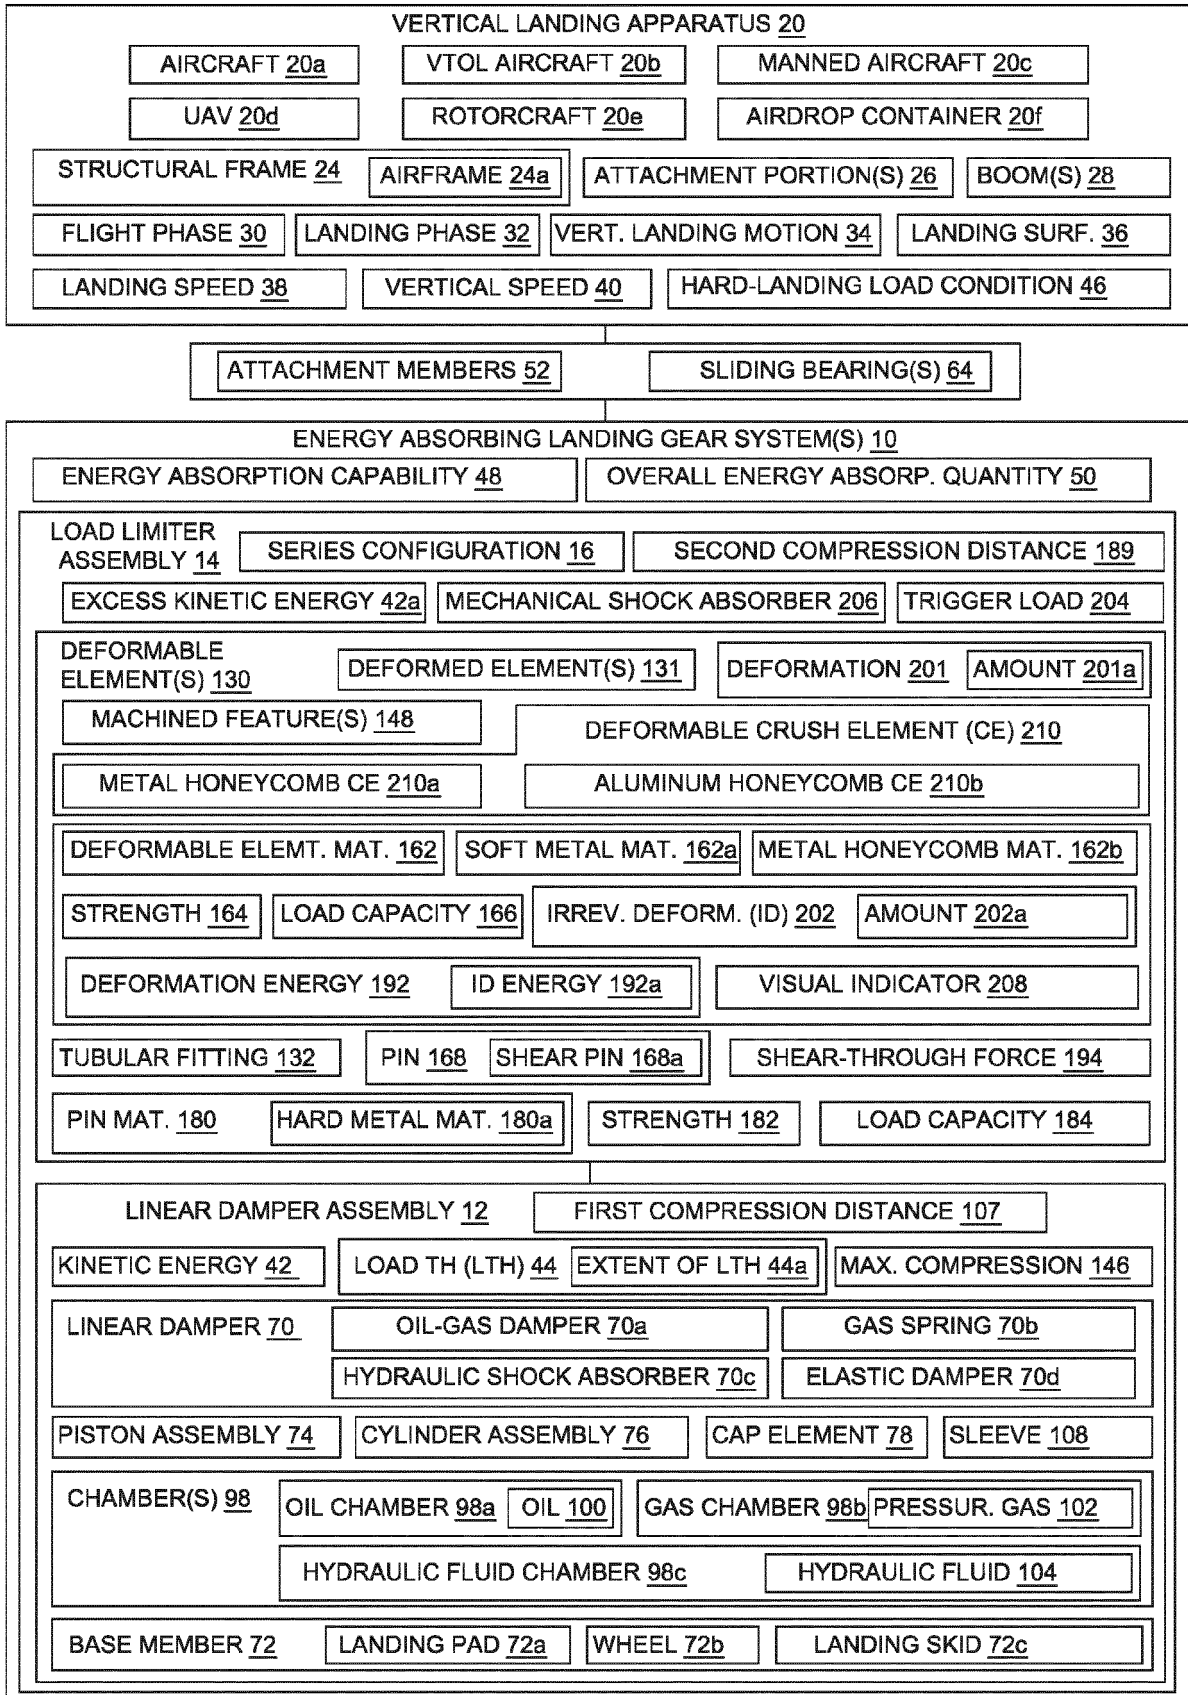 VERTICAL LANDING APPARATUS 20
AIRCRAFT 20a
VTOL AIRCRAFT 20b
MANNED AIRCRAFT 20c
UAV 20d
ROTORCRAFT 20e
AIRDROP CONTAINER 20f
STRUCTURAL FRAME 24
AIRFRAME 24a
ATTACHMENT PORTION(S) 26
BOOM(S) 28
FLIGHT PHASE 30
LANDING PHASE 32
VERT. LANDING MOTION 34
LANDING SURF. 36
LANDING SPEED 38
VERTICAL SPEED 40
HARD-LANDING LOAD CONDITION 46
ATTACHMENT MEMBERS 52
SLIDING BEARING(S) 64
ENERGY ABSORBING LANDING GEAR SYSTEM(S) 10
ENERGY ABSORPTION CAPABILITY 48
OVERALL ENERGY ABSORP. QUANTITY 50
LOAD LIMITER
ASSEMBLY 14
SERIES CONFIGURATION 16
SECOND COMPRESSION DISTANCE 189
EXCESS KINETIC ENERGY 42a
MECHANICAL SHOCK ABSORBER 206
TRIGGER LOAD 204
DEFORMABLE
ELEMENT(S) 130
DEFORMED ELEMENT(S) 131
DEFORMATION 201
AMOUNT 201a
MACHINED FEATURE(S) 148
DEFORMABLE CRUSH ELEMENT (CE) 210
METAL HONEYCOMB CE 210a
ALUMINUM HONEYCOMB CE 210b
DEFORMABLE ELEMT. MAT. 162
SOFT METAL MAT. 162a
METAL HONEYCOMB MAT. 162b
STRENGTH 164
LOAD CAPACITY 166
IRREV. DEFORM. (ID) 202
AMOUNT 202a
DEFORMATION ENERGY 192
ID ENERGY 192a
VISUAL INDICATOR 208
TUBULAR FITTING 132
PIN 168
SHEAR PIN 168a
SHEAR-THROUGH FORCE 194
PIN MAT. 180
HARD METAL MAT. 180a
STRENGTH 182
LOAD CAPACITY 184
LINEAR DAMPER ASSEMBLY 12
FIRST COMPRESSION DISTANCE 107
KINETIC ENERGY 42
LOAD TH (LTH) 44
EXTENT OF LTH 44a
MAX. COMPRESSION 146
LINEAR DAMPER 70
OIL-GAS DAMPER 70a
GAS SPRING 70b
HYDRAULIC SHOCK ABSORBER 70c
ELASTIC DAMPER 70d
PISTON ASSEMBLY 74
CYLINDER ASSEMBLY 76
CAP ELEMENT 78
SLEEVE 108
CHAMBER(S) 98
OIL CHAMBER 98a
OIL 100
GAS CHAMBER 98b
PRESSUR. GAS 102
HYDRAULIC FLUID CHAMBER 98c
HYDRAULIC FLUID 104
BASE MEMBER 72
LANDING PAD 72a
WHEEL 72b
LANDING SKID 72c